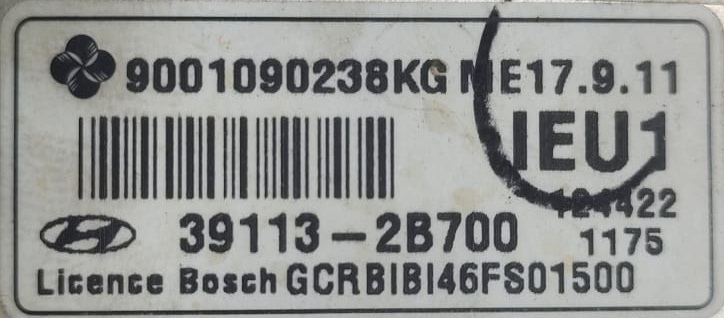 9001090238KG ME17.9.11
IEU1
124422
39113-2B700
1175
Licence Bosch GCRBIBI46FS01500